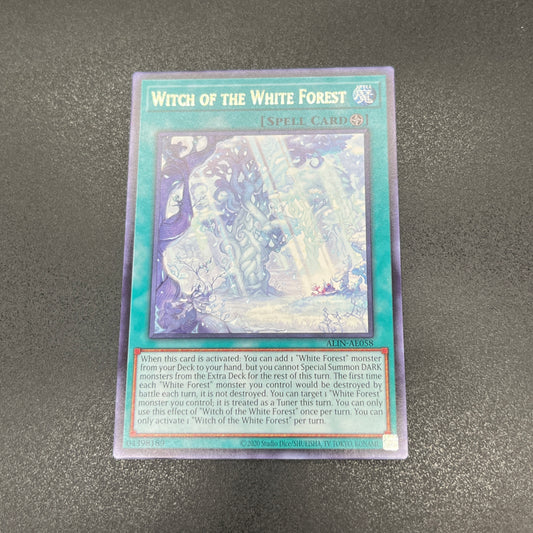 WITCH OF THE WHITE FOREST
SPELL
[SPELL CARD]
ALIN-AE058
When this card is activated: You can add 1 "White Forest" monster
from your Deck to your hand, but you cannot Special Summon DARK
monsters from the Extra Deck for the rest of this turn. The first time
each "White Forest" monster you control would be destroyed by
battle each turn, it is not destroyed. You can target 1 "White Forest"
monster you control; it is treated as a Tuner this turn. You can only
use this effect of "Witch of the White Forest" once per turn. You can
only activate 1 "Witch of the White Forest" per turn.
04398189
©2020 Studio Dice/SHUEISHA, TV TOKYO, KONAMI